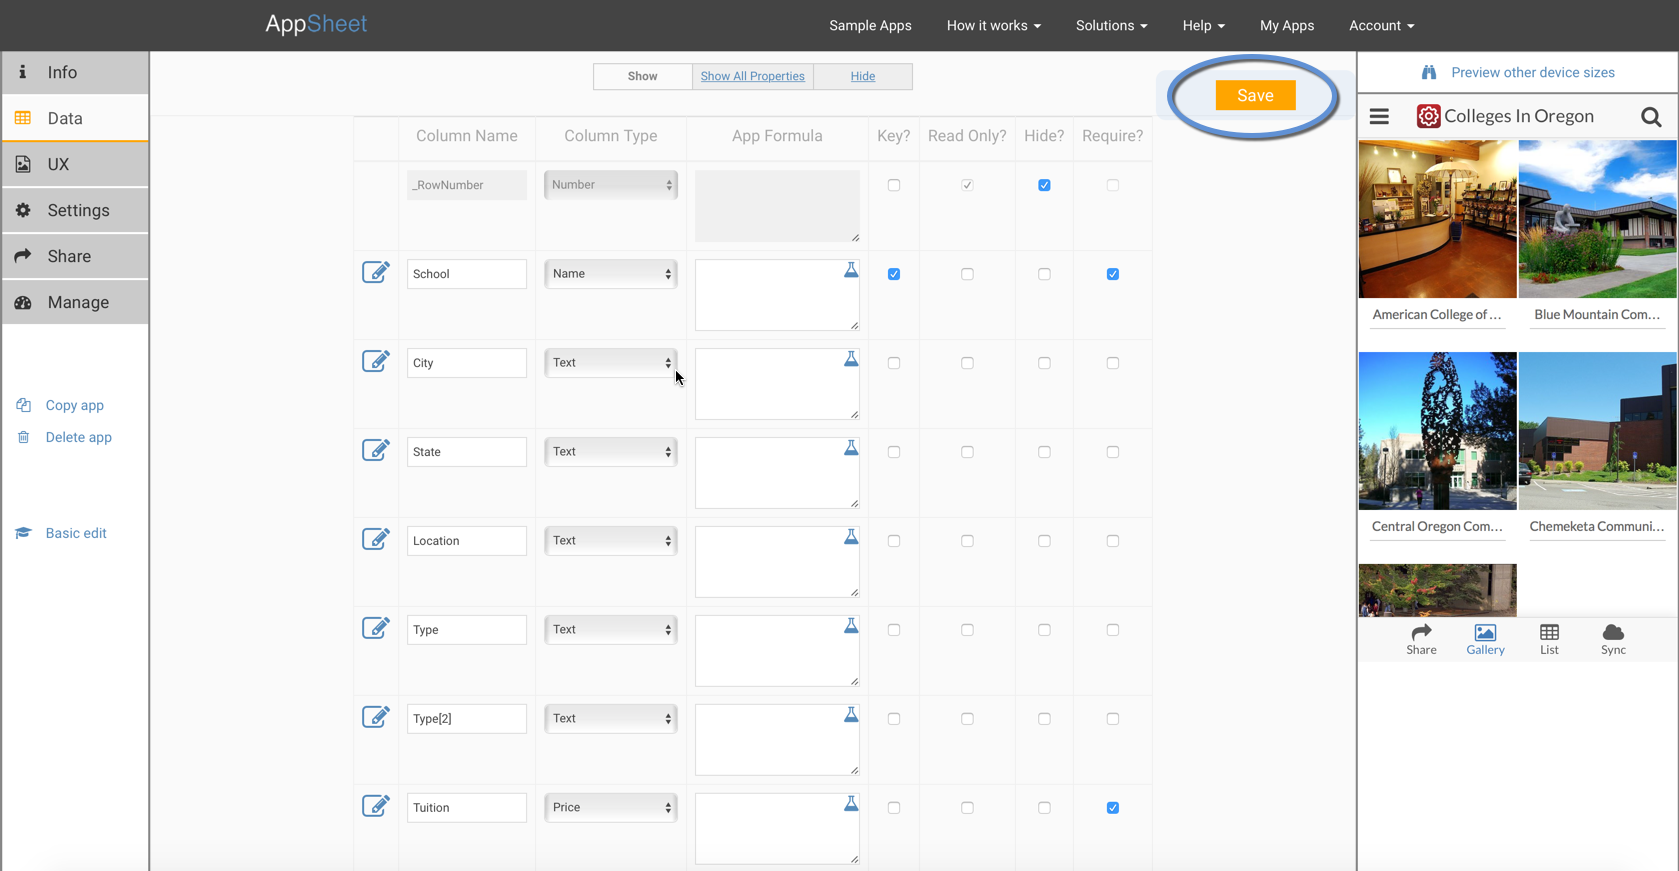 AppSheet
Sample Apps How it works Solutions Help My Apps Account
Info
Data
UX
Settings
Share
Manage
Copy app
Delete app
Basic edit
Show Show All Properties Hide
Save
Column Name Column Type App Formula Key? Read Only? Hide? Require?
_RowNumber Number
School Name
City Text
State Text
Location Text
Type Text
Type[2] Text
Tuition Price
Preview other device sizes
Colleges In Oregon
American College of ... Blue Mountain Com...
Central Oregon Com... Chemeketa Communi...
Share Gallery List Sync